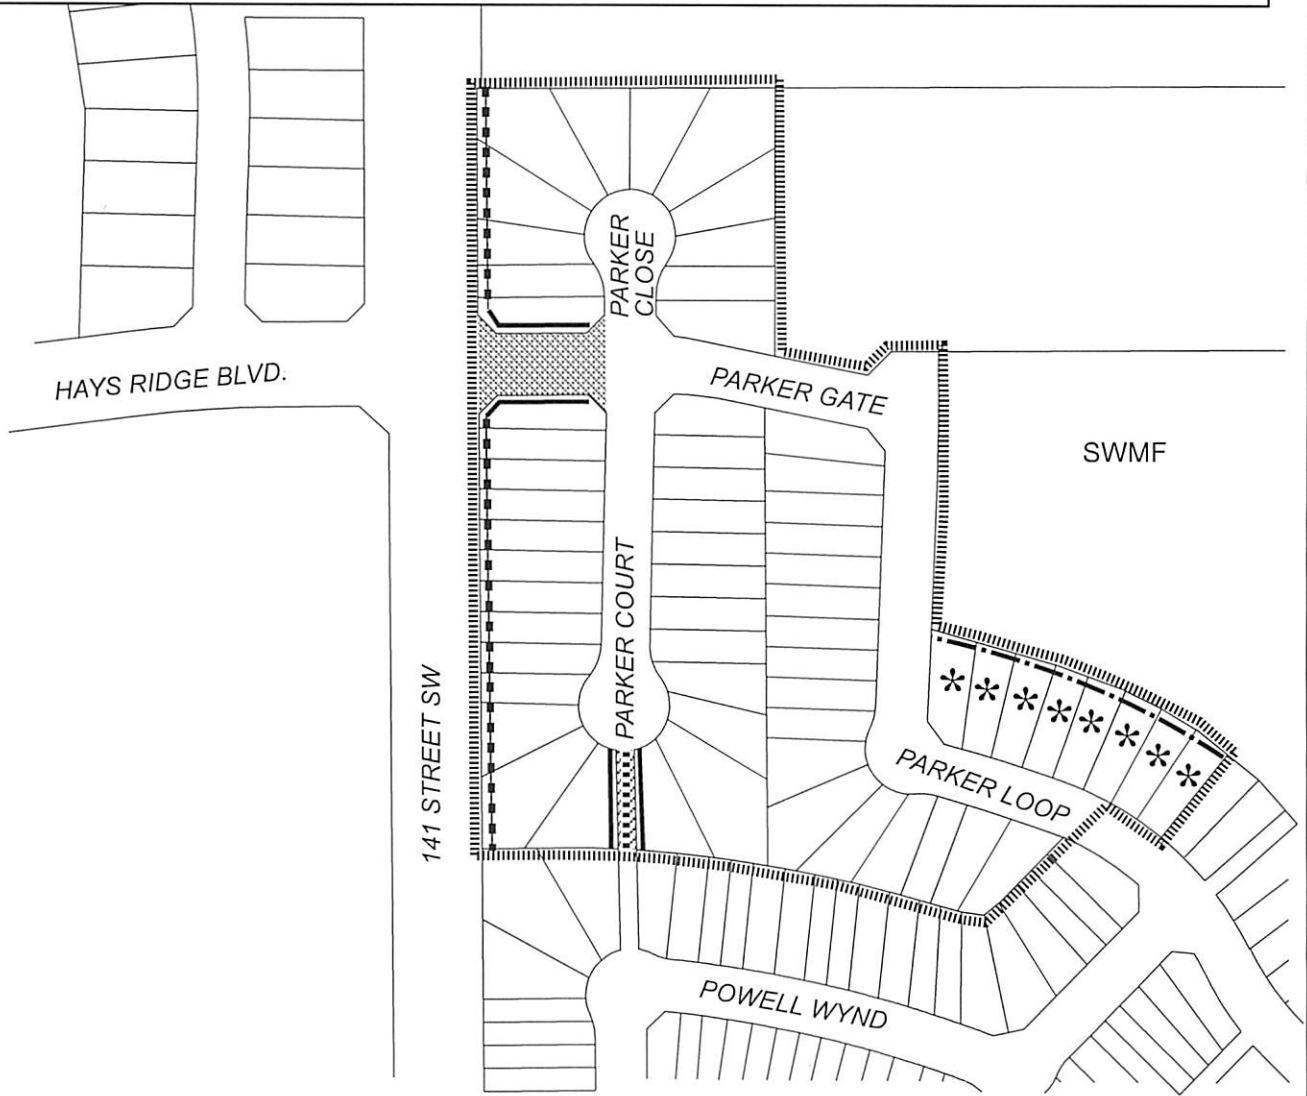 PARKER
CLOSE
HAYS RIDGE BLVD.
PARKER GATE
SWMF
PARKER COURT
141 STREET SW
PARKER LOOP
POWELL WYND